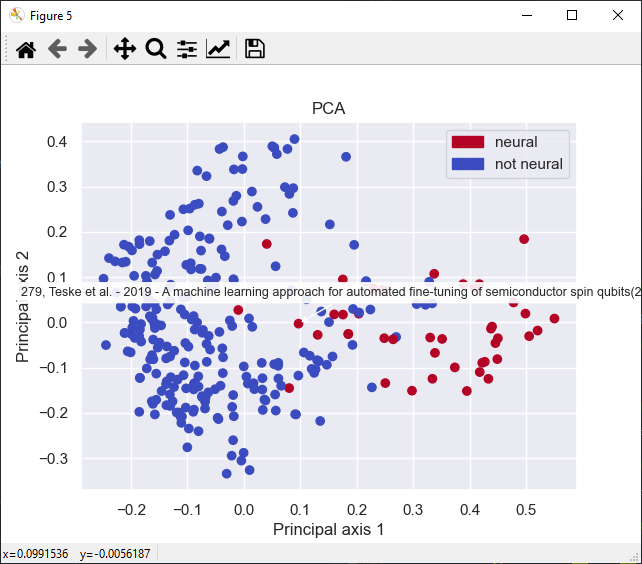 Figure 5
PCA
neural
not neural
0.4
0.3
0.2
0.1
0.0
−0.1
−0.2
−0.3
Principal axis 2
279, Teske et al. - 2019 - A machine learning approach for automated fine-tuning of semiconductor spin qubits(2
−0.2
−0.1
0.0
0.1
0.2
0.3
0.4
0.5
Principal axis 1
x=0.0991536 y=-0.0056187